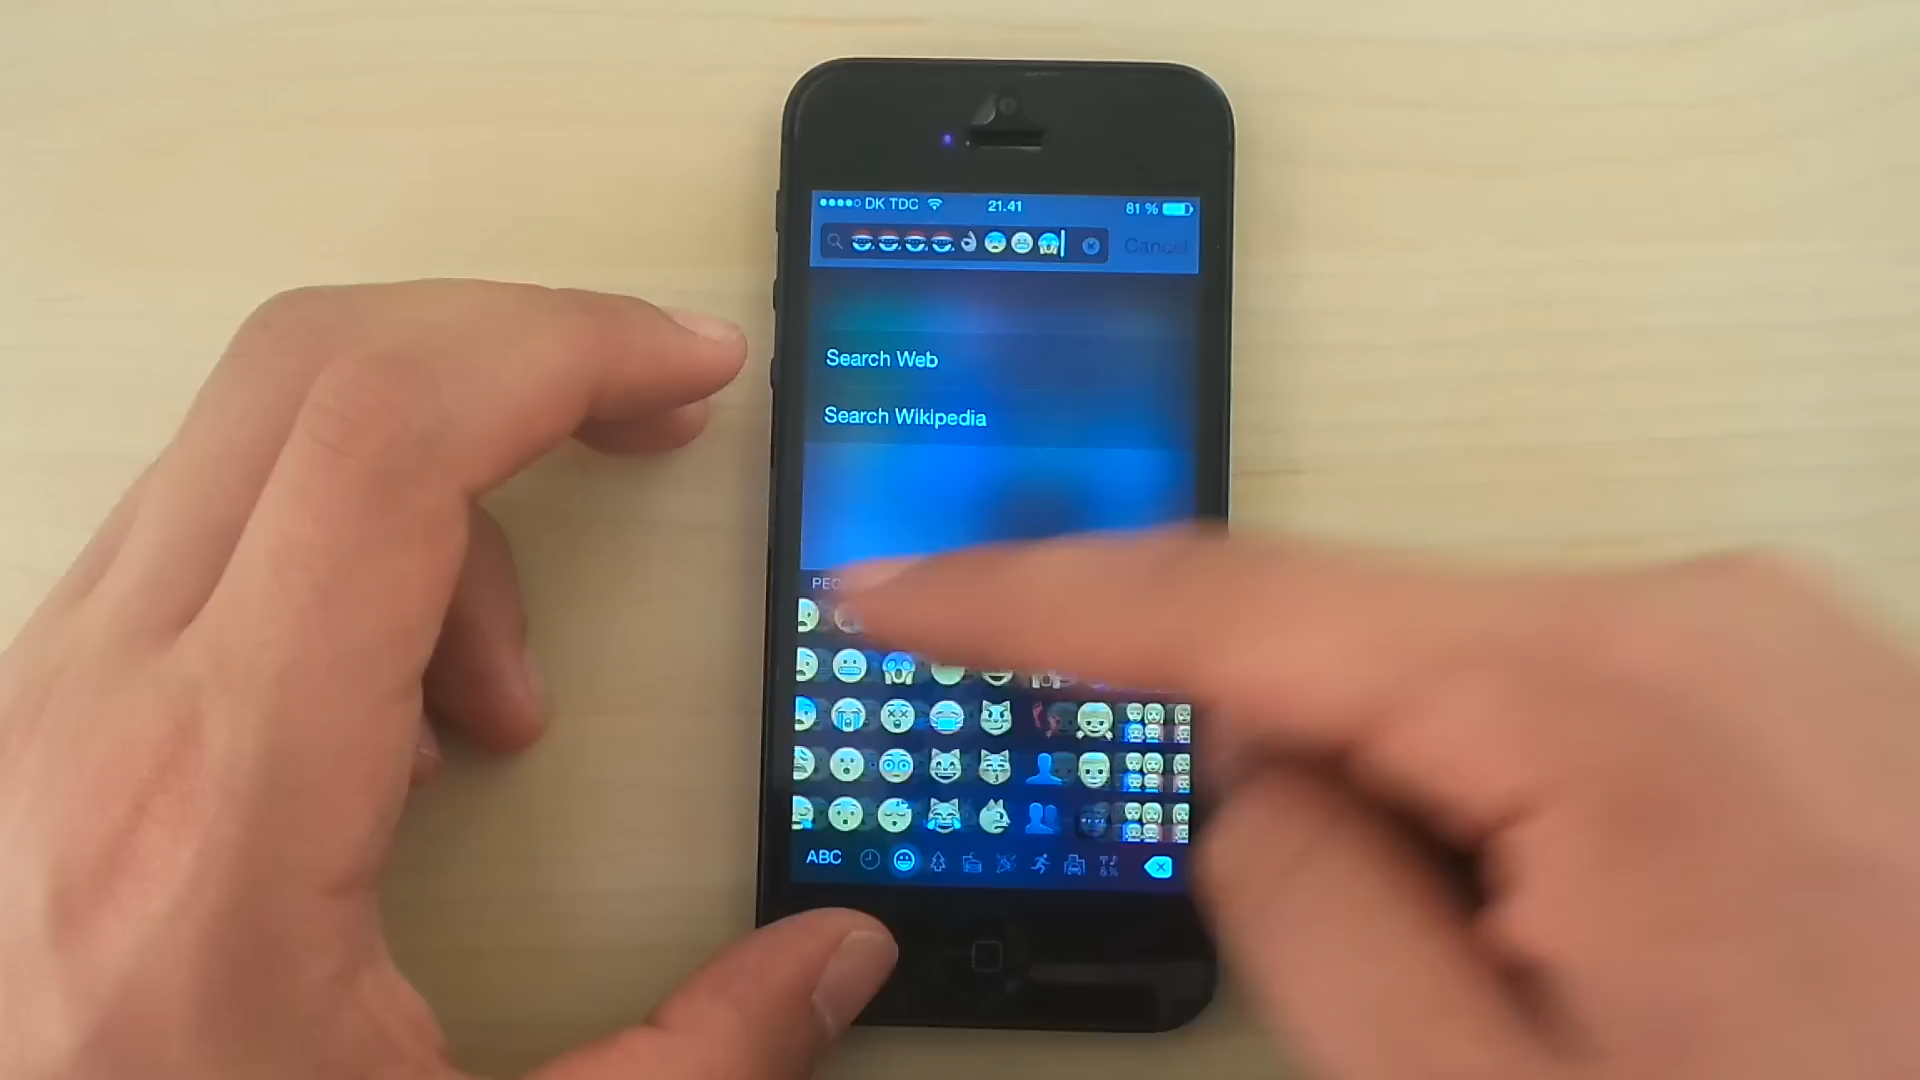 DK TDC 21.41 81 %
Cancel
Search Web
Search Wikipedia
ABC